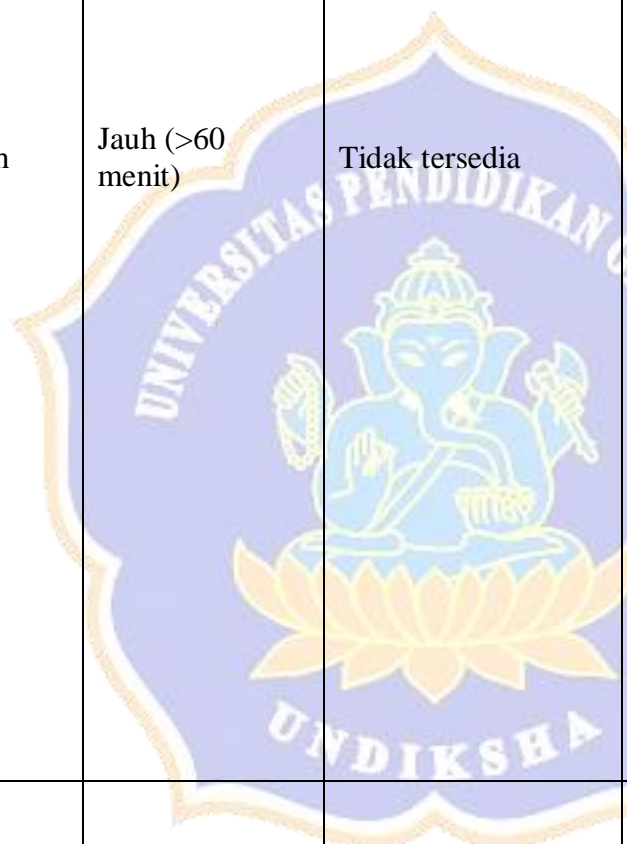 Jauh (>60
menit)
Tidak tersedia
UNIVERSITAS PENDIDIKAN
UNDIKSHA